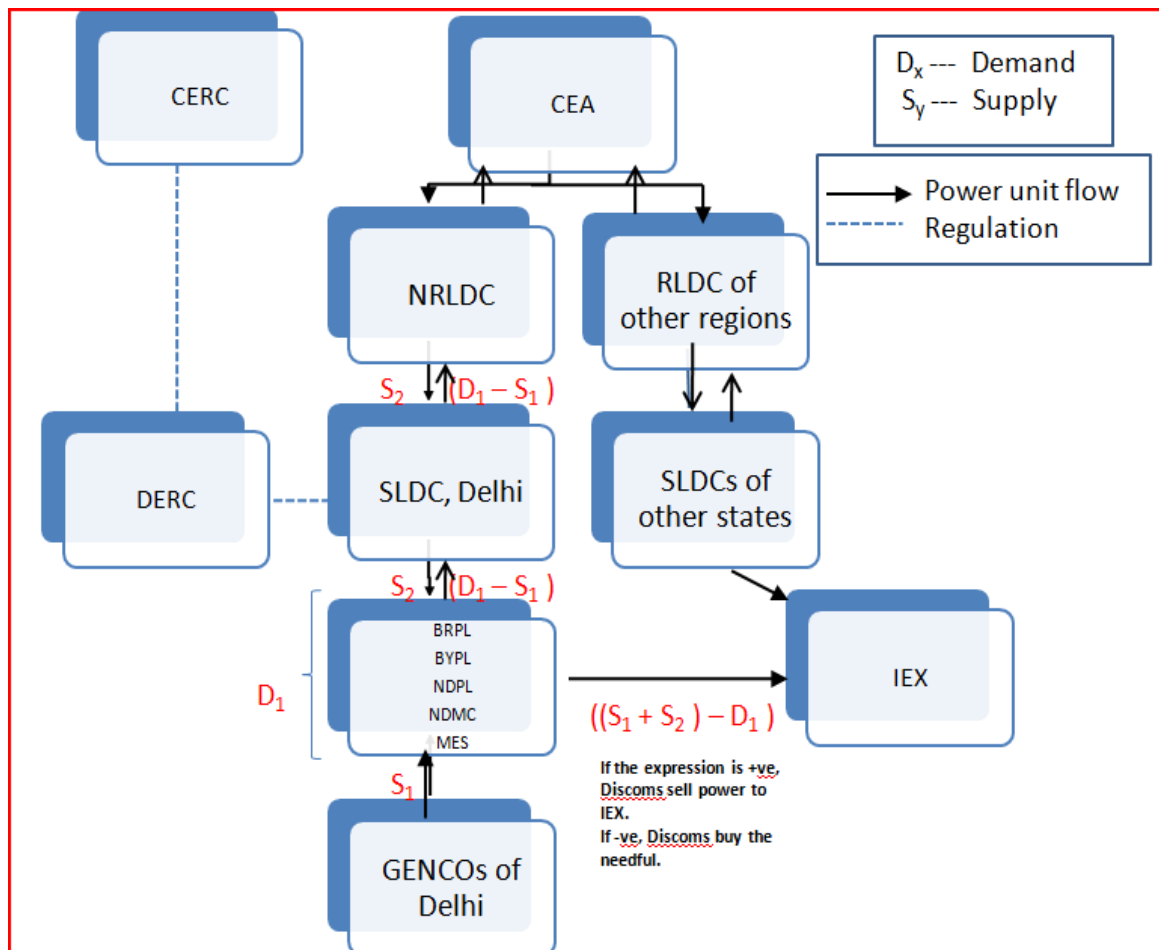 CERC
CEA
Dₓ --- Demand
Sᵧ --- Supply
Power unit flow
Regulation
NRLDC
RLDC of
other regions
S₂ (D₁ – S₁ )
DERC
SLDC, Delhi
SLDCs of
other states
S₂ (D₁ – S₁ )
D₁
BRPL
BYPL
NDPL
NDMC
MES
IEX
((S₁ + S₂ ) – D₁ )
If the expression is +ve,
Discoms sell power to
IEX.
If -ve, Discoms buy the
needful.
S₁
GENCOs of
Delhi